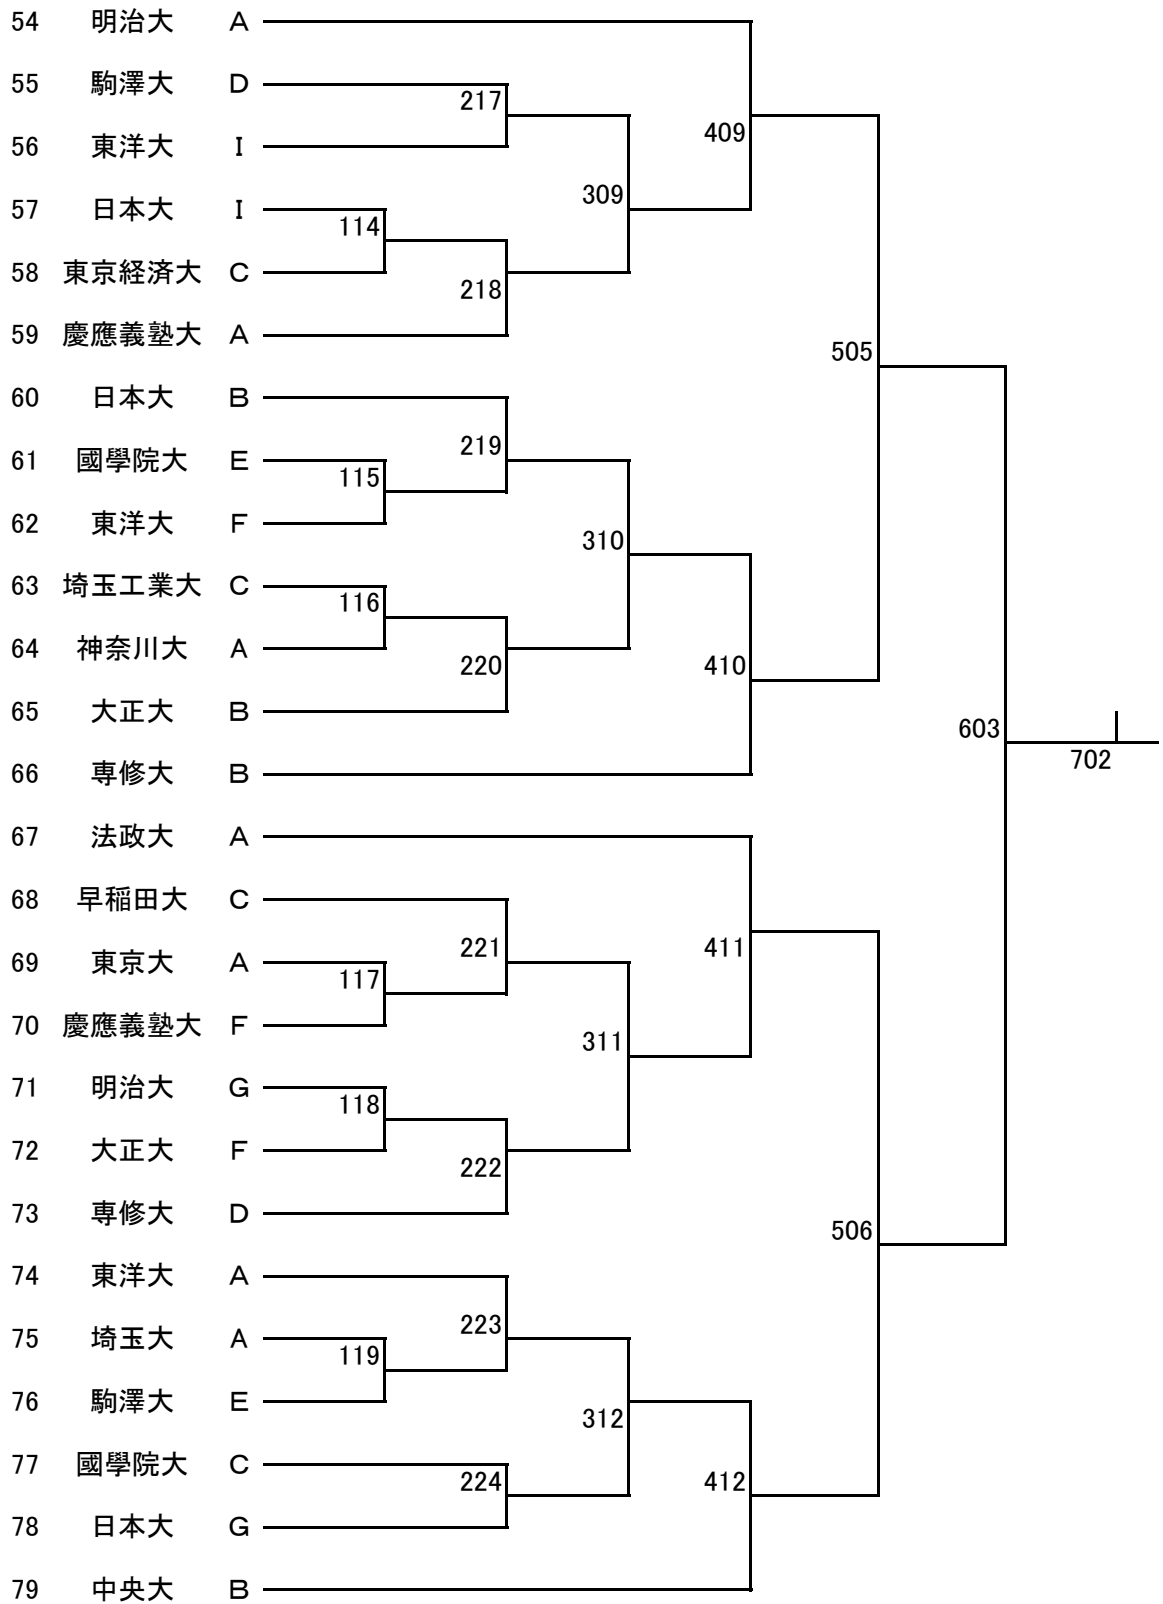 54 明治大 A
55 駒澤大 D
217
56 東洋大 I
409
309
57 日本大 I
114
58 東京経済大 C
218
59 慶應義塾大 A
505
60 日本大 B
219
61 國學院大 E
115
62 東洋大 F
310
63 埼玉工業大 C
116
64 神奈川大 A
220
410
65 大正大 B
603
702
66 専修大 B
67 法政大 A
68 早稲田大 C
221
411
69 東京大 A
117
70 慶應義塾大 F
311
71 明治大 G
118
72 大正大 F
222
73 専修大 D
506
74 東洋大 A
223
75 埼玉大 A
119
76 駒澤大 E
312
77 國學院大 C
224
412
78 日本大 G
79 中央大 B